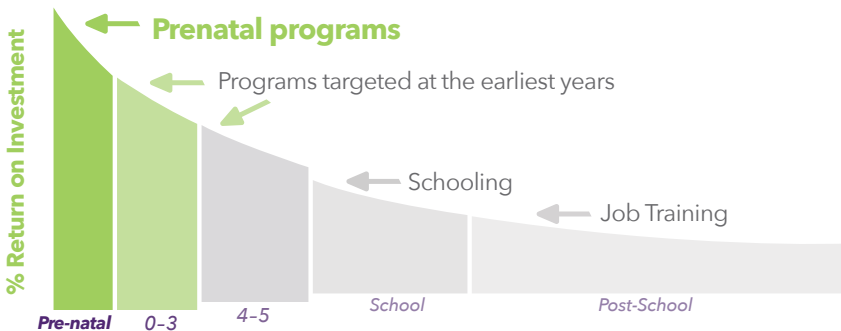 Prenatal programs
Programs targeted at the earliest years
Schooling
Job Training
% Return on Investment
Pre-natal
0–3
4–5
School
Post-School